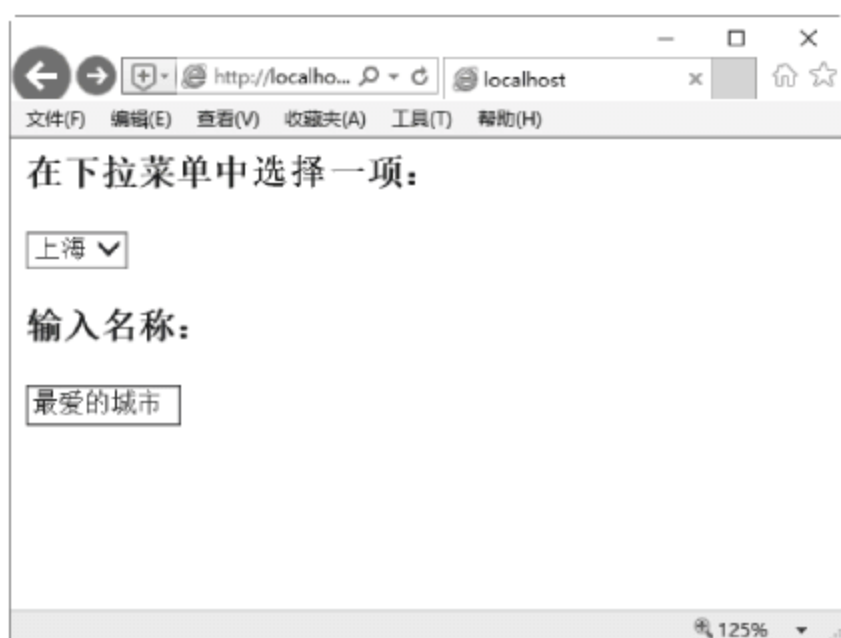 http://localho...
localhost
文件(F) 编辑(E) 查看(V) 收藏夹(A) 工具(T) 帮助(H)
在下拉菜单中选择一项：
上海
输入名称：
最爱的城市
125%